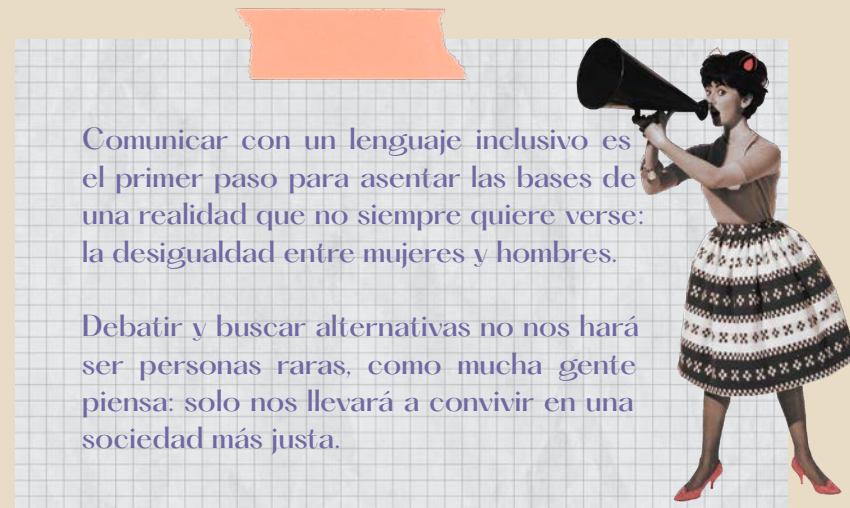 Comunicar con un lenguaje inclusivo es
el primer paso para asentar las bases de
una realidad que no siempre quiere verse:
la desigualdad entre mujeres y hombres.
Debatir y buscar alternativas no nos hará
ser personas raras, como mucha gente
piensa: solo nos llevará a convivir en una
sociedad más justa.